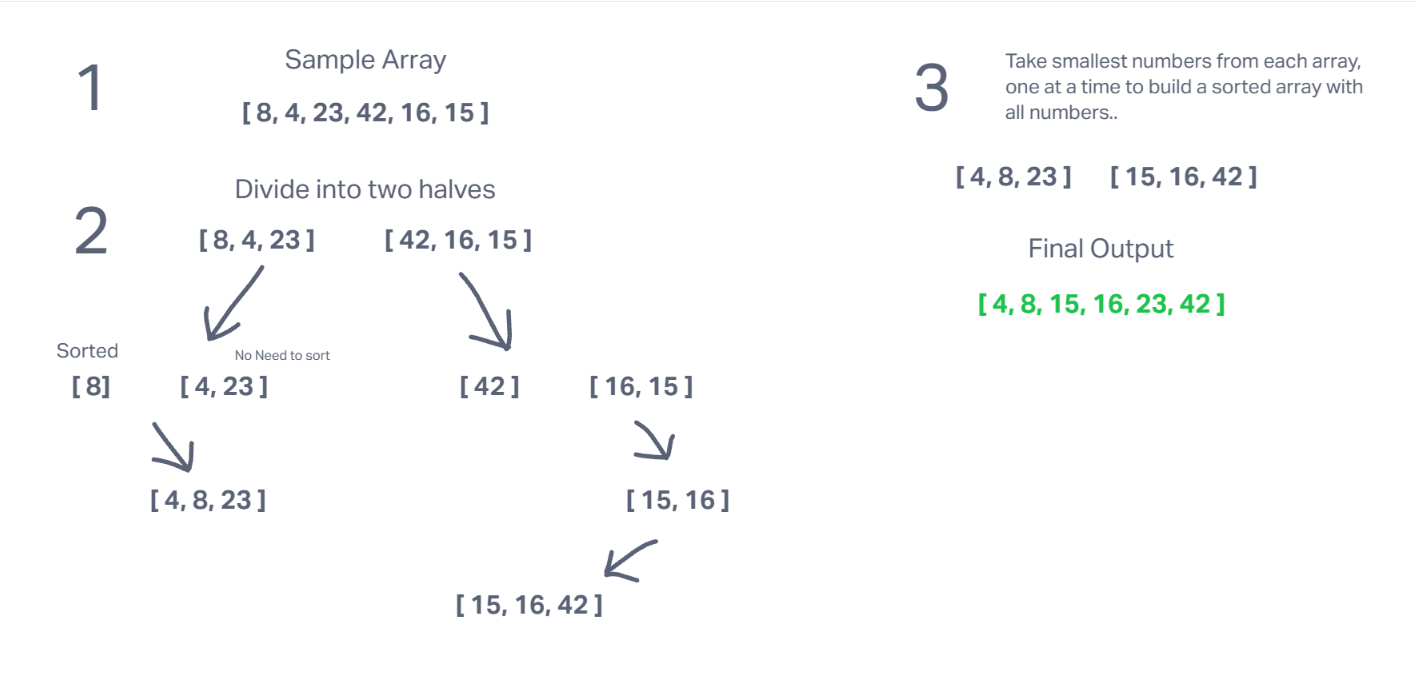 1
Sample Array
[ 8, 4, 23, 42, 16, 15 ]
2
Divide into two halves
[ 8, 4, 23 ] [ 42, 16, 15 ]
Sorted
No Need to sort
[ 8] [ 4, 23 ] [ 42 ] [ 16, 15 ]
[ 4, 8, 23 ] [ 15, 16 ]
[ 15, 16, 42 ]
3
Take smallest numbers from each array,
one at a time to build a sorted array with
all numbers..
[ 4, 8, 23 ] [ 15, 16, 42 ]
Final Output
[ 4, 8, 15, 16, 23, 42 ]